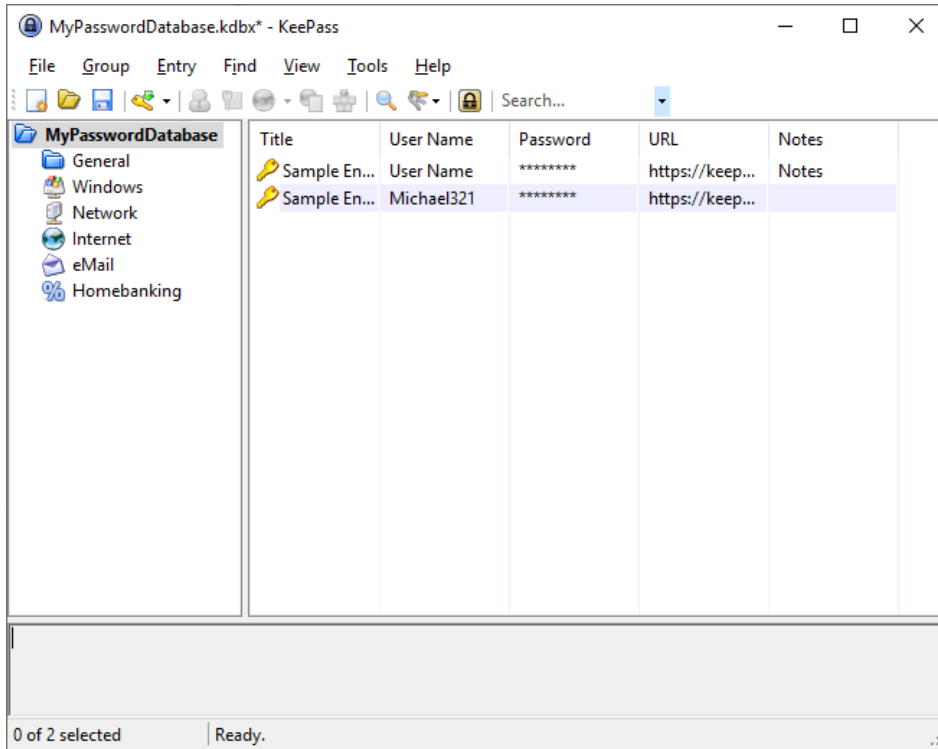 MyPasswordDatabase.kdbx* - KeePass
File Group Entry Find View Tools Help
Search...
MyPasswordDatabase
General
Windows
Network
Internet
eMail
Homebanking
Title User Name Password URL Notes
Sample En... User Name ******** https://keep... Notes
Sample En... Michael321 ******** https://keep...
0 of 2 selected Ready.